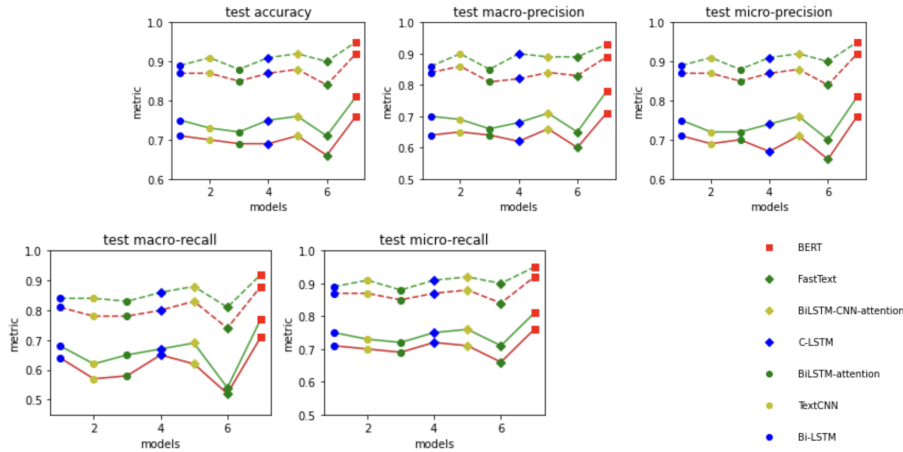 test accuracy
metric
1.0
0.9
0.8
0.7
0.6
2
4
6
models
test macro-precision
metric
1.0
0.9
0.8
0.7
0.6
0.5
2
4
6
models
test micro-precision
metric
1.0
0.9
0.8
0.7
0.6
2
4
6
models
test macro-recall
metric
1.0
0.9
0.8
0.7
0.6
0.5
2
4
6
models
test micro-recall
metric
1.0
0.9
0.8
0.7
0.6
0.5
2
4
6
models
BERT
FastText
BiLSTM-CNN-attention
C-LSTM
BiLSTM-attention
TextCNN
Bi-LSTM